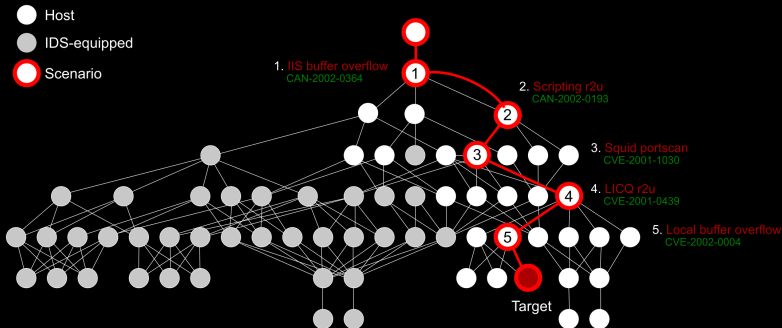 Host
IDS-equipped
Scenario
1. IIS buffer overflow
CAN-2002-0364
1
2. Scripting r2u
CAN-2002-0193
2
3. Squid portscan
CVE-2001-1030
3
4. LICQ r2u
CVE-2001-0439
4
5. Local buffer overflow
CVE-2002-0004
5
Target